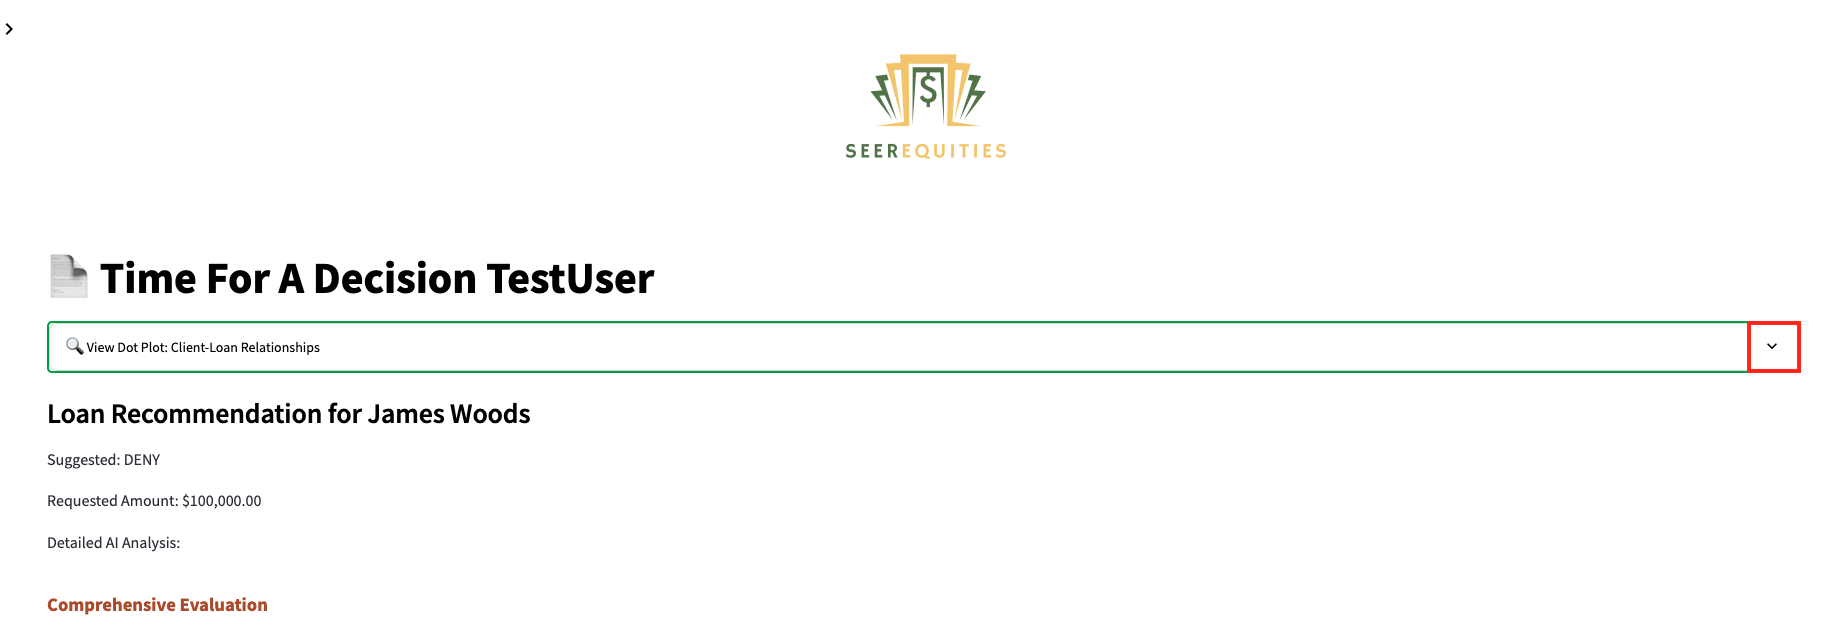 $
SEEREQUITIES
Time For A Decision TestUser
View Dot Plot: Client-Loan Relationships
Loan Recommendation for James Woods
Suggested: DENY
Requested Amount: $100,000.00
Detailed AI Analysis:
Comprehensive Evaluation